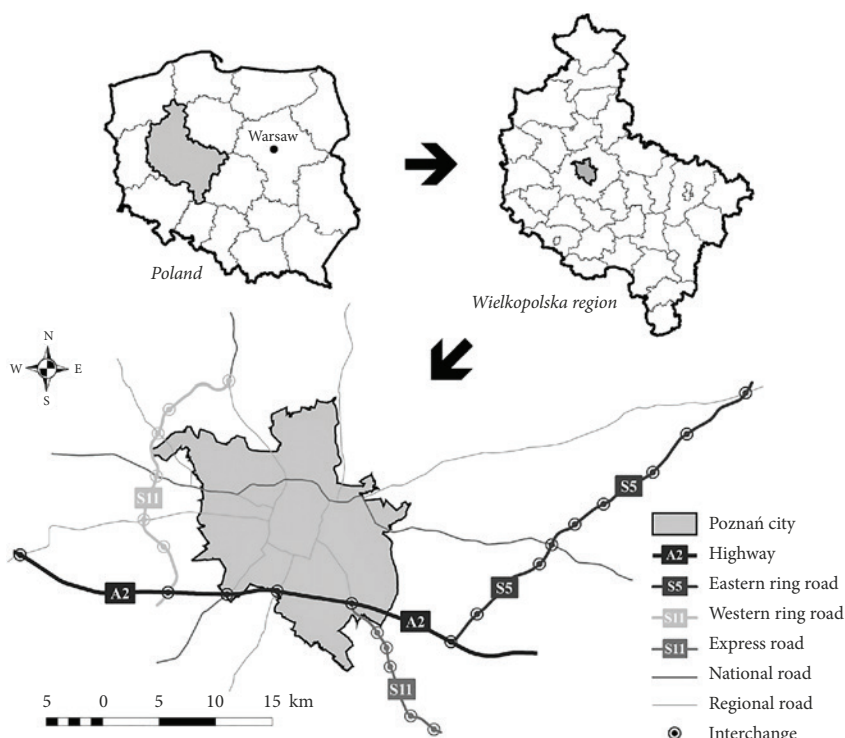 Warsaw
Poland
Wielkopolska region
N
W
E
S
S11
S5
A2
S5
A2
S11
5 0 5 10 15 km
Poznań city
A2 Highway
S5 Eastern ring road
S11 Western ring road
S11 Express road
National road
Regional road
Interchange